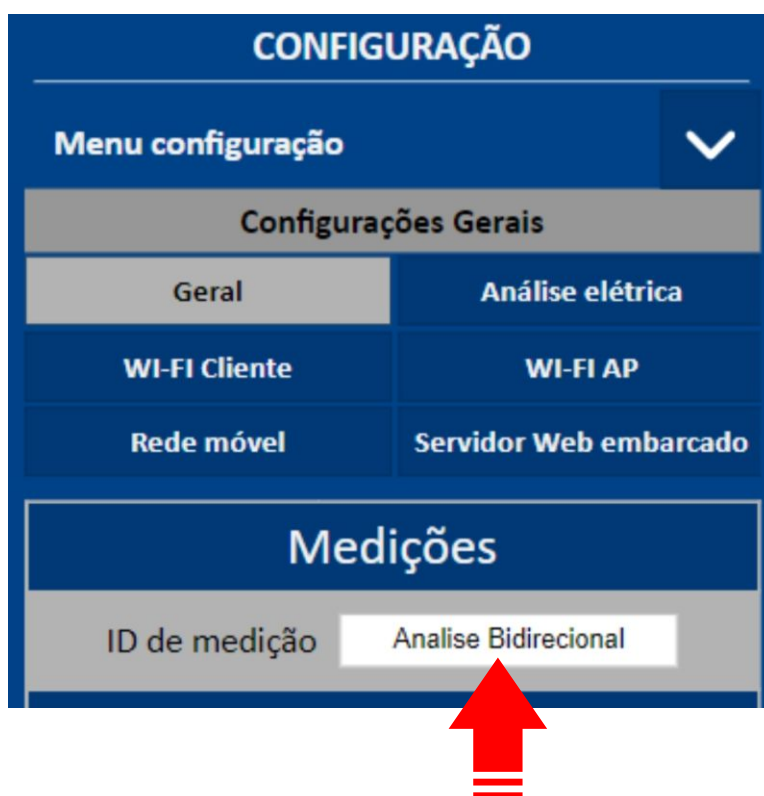 CONFIGURAÇÃO
Menu configuração
Configurações Gerais
Geral
Análise elétrica
WI-FI Cliente
WI-FI AP
Rede móvel
Servidor Web embarcado
Medições
ID de medição
Analise Bidirecional